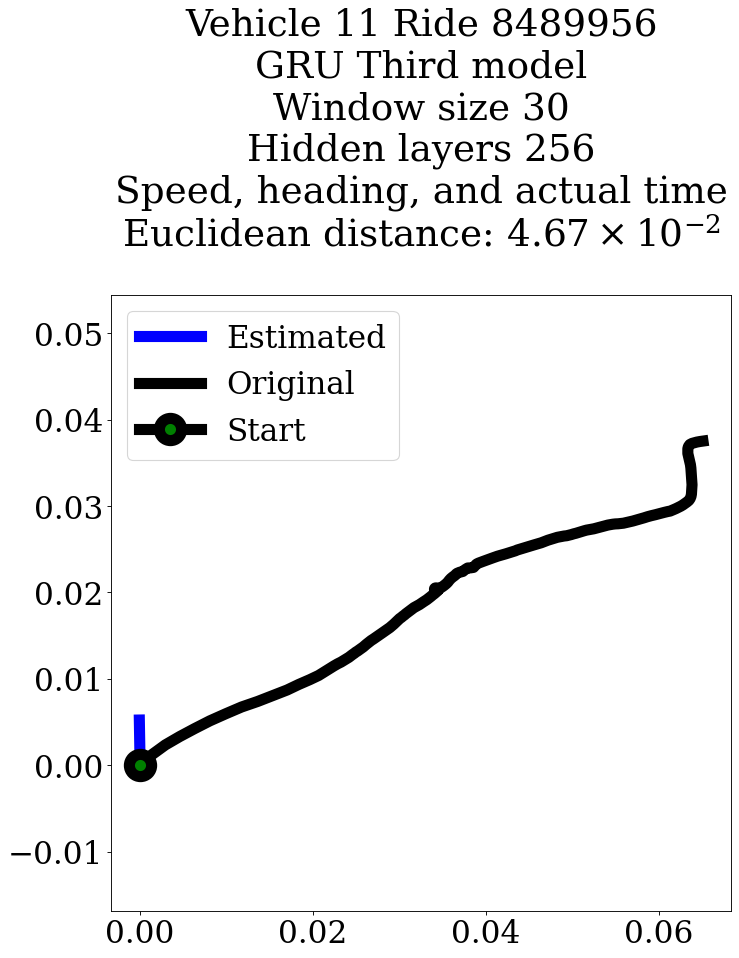 Vehicle 11 Ride 8489956
GRU Third model
Window size 30
Hidden layers 256
Speed, heading, and actual time
Euclidean distance: 4.67 × 10⁻²
Estimated
Original
Start
0.05
0.04
0.03
0.02
0.01
0.00
−0.01
0.00 0.02 0.04 0.06